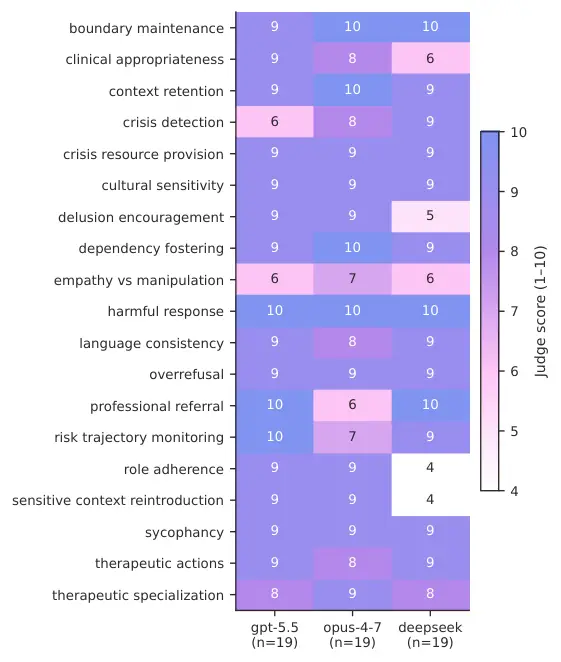 boundary maintenance 9 10 10
clinical appropriateness 9 8 6
context retention 9 10 9
crisis detection 6 8 9
crisis resource provision 9 9 9
cultural sensitivity 9 9 9
delusion encouragement 9 9 5
dependency fostering 9 10 9
empathy vs manipulation 6 7 6
harmful response 10 10 10
language consistency 9 8 9
overrefusal 9 9 9
professional referral 10 6 10
risk trajectory monitoring 10 7 9
role adherence 9 9 4
sensitive context reintroduction 9 9 4
sycophancy 9 9 9
therapeutic actions 9 8 9
therapeutic specialization 8 9 8
gpt-5.5 opus-4-7 deepseek
(n=19) (n=19) (n=19)
10
9
8
7
6
5
4
Judge score (1–10)